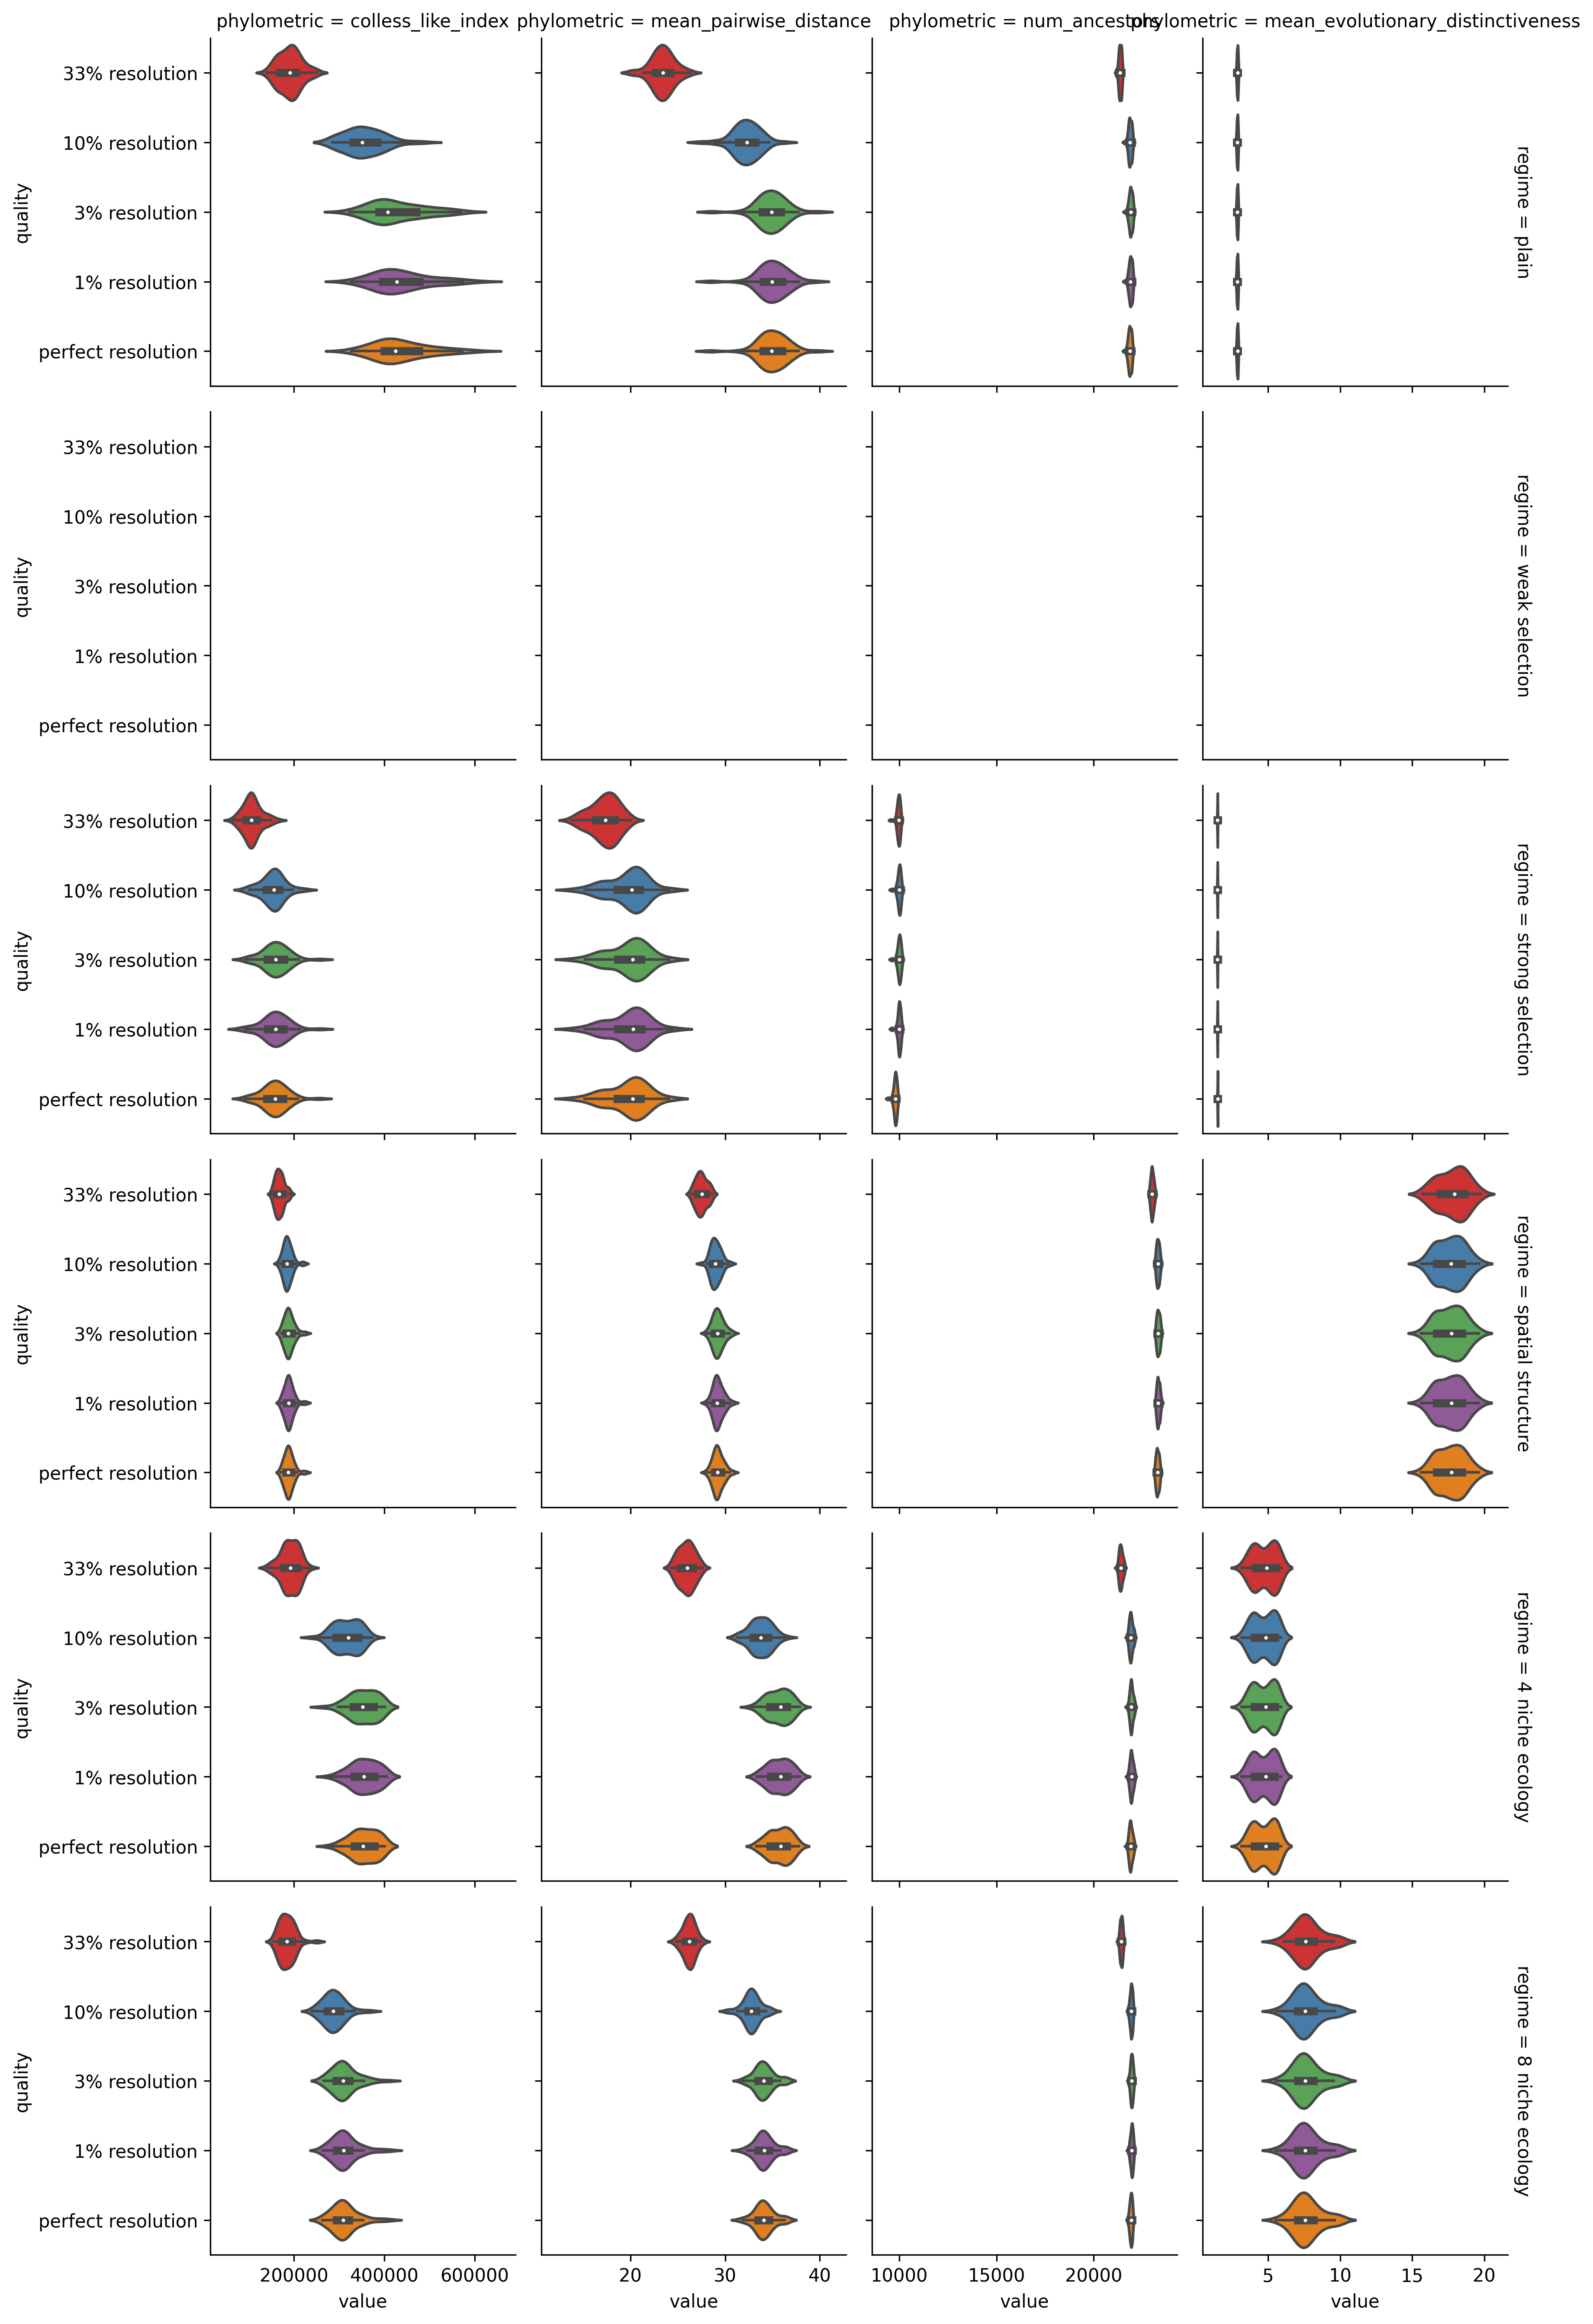 phylometric = colless_like_index
phylometric = mean_pairwise_distance
phylometric = num_ancestors
phylometric = mean_evolutionary_distinctiveness
quality
33% resolution
10% resolution
3% resolution
1% resolution
perfect resolution
regime = plain
quality
33% resolution
10% resolution
3% resolution
1% resolution
perfect resolution
regime = weak selection
quality
33% resolution
10% resolution
3% resolution
1% resolution
perfect resolution
regime = strong selection
quality
33% resolution
10% resolution
3% resolution
1% resolution
perfect resolution
regime = spatial structure
quality
33% resolution
10% resolution
3% resolution
1% resolution
perfect resolution
regime = 4 niche ecology
quality
33% resolution
10% resolution
3% resolution
1% resolution
perfect resolution
regime = 8 niche ecology
200000 400000 600000
20 40
10000 15000 20000
5 10 15 20
value
value
value
value